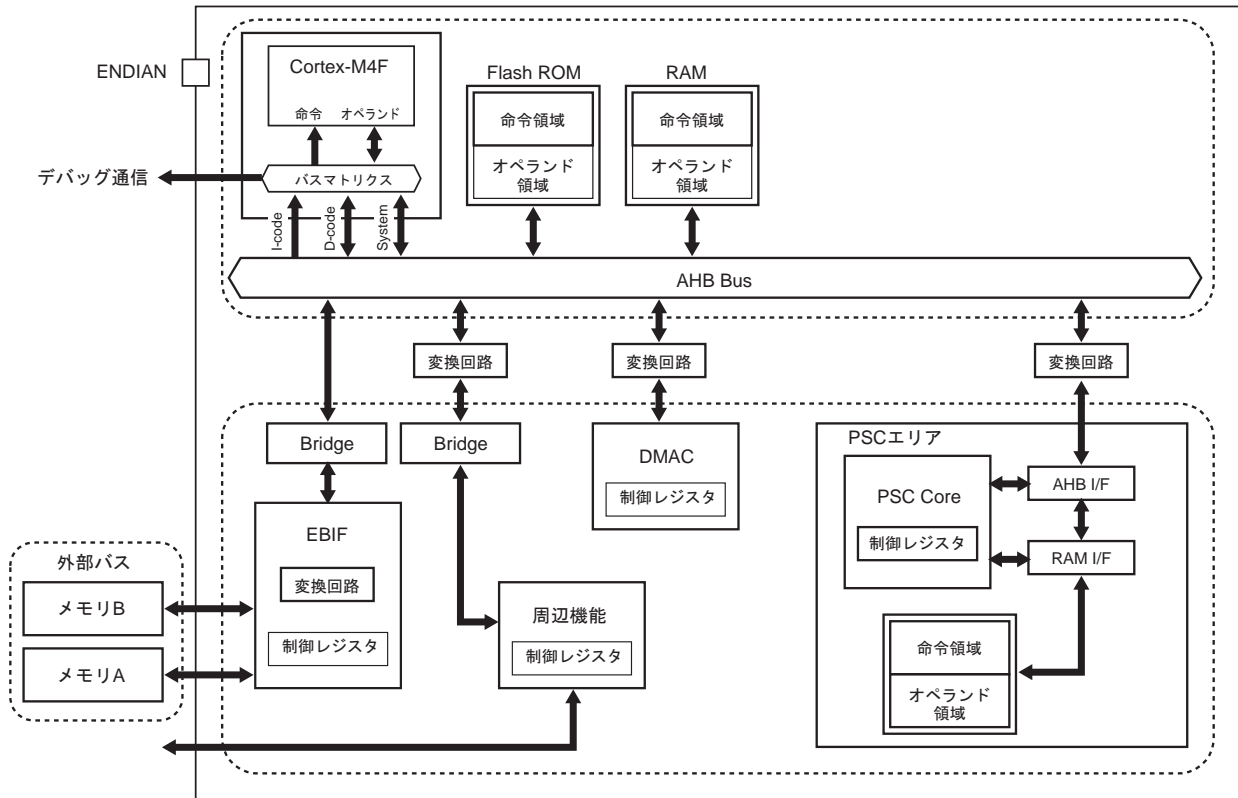 ENDIAN
デバッグ通信
Cortex-M4F
命令
オペランド
バスマトリクス
I-code
D-code
System
Flash ROM
命令領域
オペランド
領域
RAM
命令領域
オペランド
領域
AHB Bus
変換回路
変換回路
変換回路
Bridge
Bridge
EBIF
変換回路
制御レジスタ
外部バス
メモリB
メモリA
周辺機能
制御レジスタ
DMAC
制御レジスタ
PSCエリア
PSC Core
制御レジスタ
AHB I/F
RAM I/F
命令領域
オペランド
領域